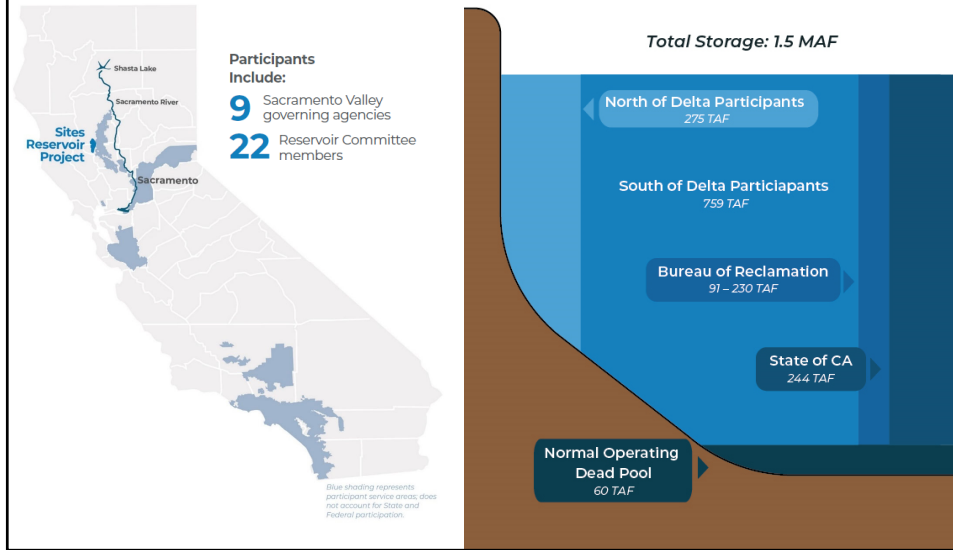 Shasta Lake
Sacramento River
Sites
Reservoir
Project
Sacramento
Participants
Include:
9 Sacramento Valley
governing agencies
22 Reservoir Committee
members
Blue shading represents
participant service areas; does
not account for State and
Federal participation.
Total Storage: 1.5 MAF
North of Delta Participants
275 TAF
South of Delta Particiapants
759 TAF
Bureau of Reclamation
91 – 230 TAF
State of CA
244 TAF
Normal Operating
Dead Pool
60 TAF